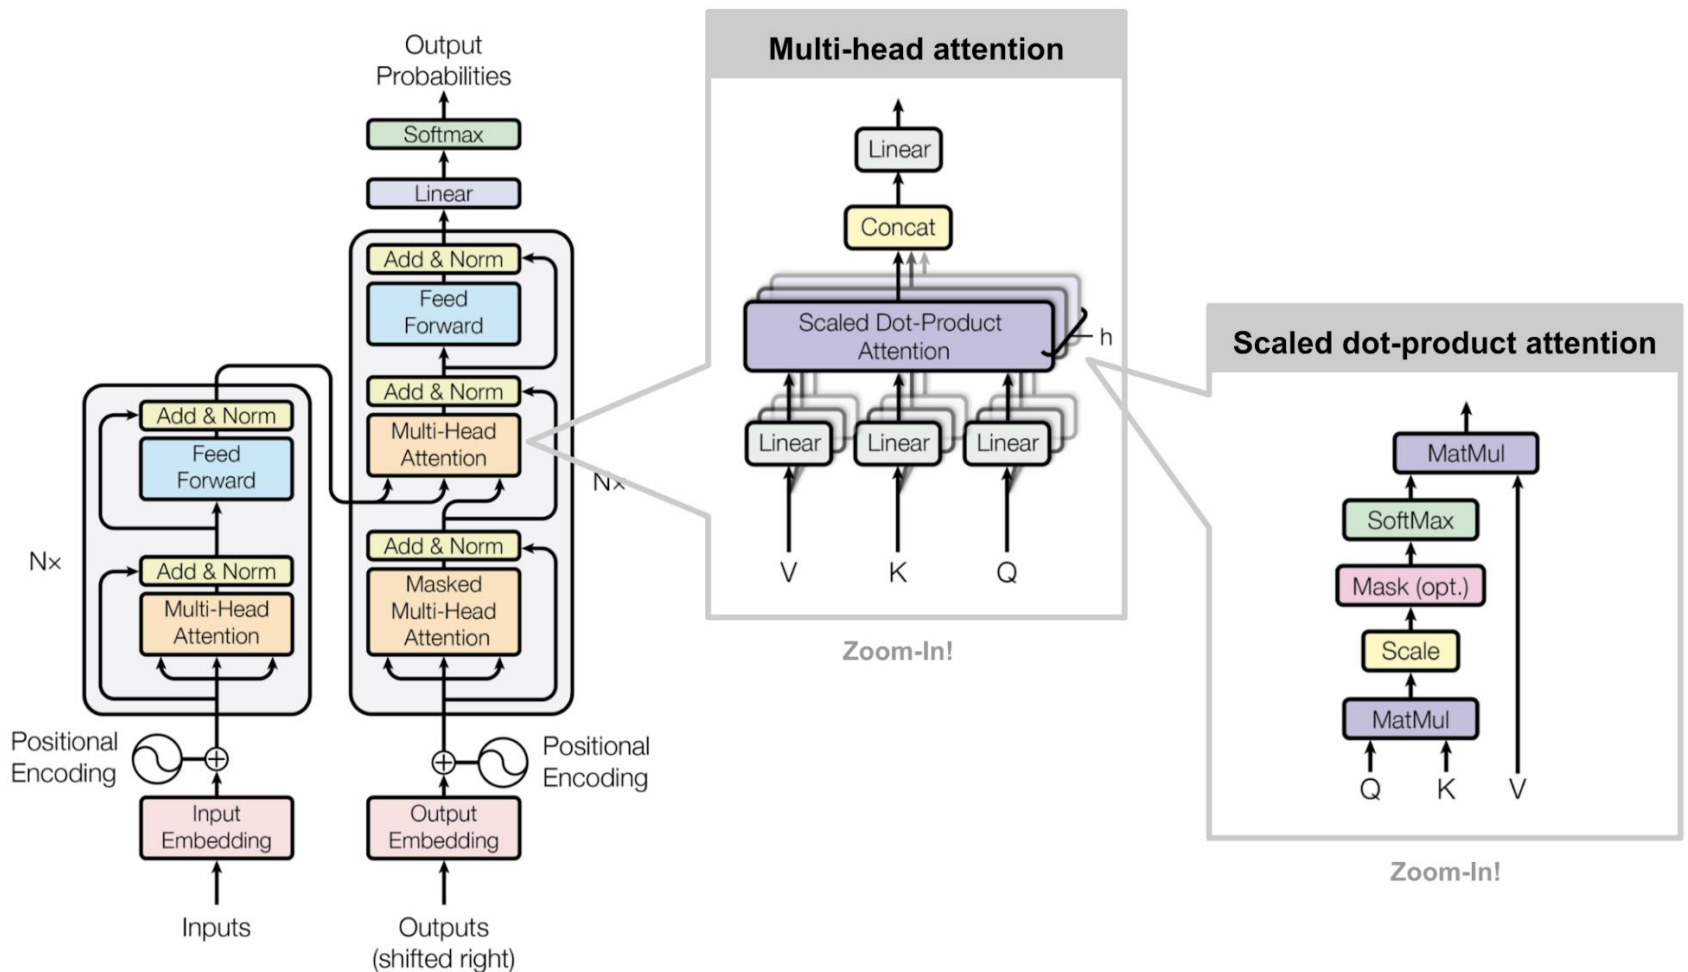 Output
Probabilities
Softmax
Linear
Add & Norm
Feed
Forward
Add & Norm
Multi-Head
Attention
Add & Norm
Masked
Multi-Head
Attention
Nx
Positional
Encoding
Output
Embedding
Outputs
(shifted right)
Add & Norm
Feed
Forward
Add & Norm
Multi-Head
Attention
Nx
Positional
Encoding
Input
Embedding
Inputs
Multi-head attention
Linear
Concat
Scaled Dot-Product
Attention
h
Linear
Linear
Linear
V
K
Q
Zoom-In!
Scaled dot-product attention
MatMul
SoftMax
Mask (opt.)
Scale
MatMul
Q
K
V
Zoom-In!